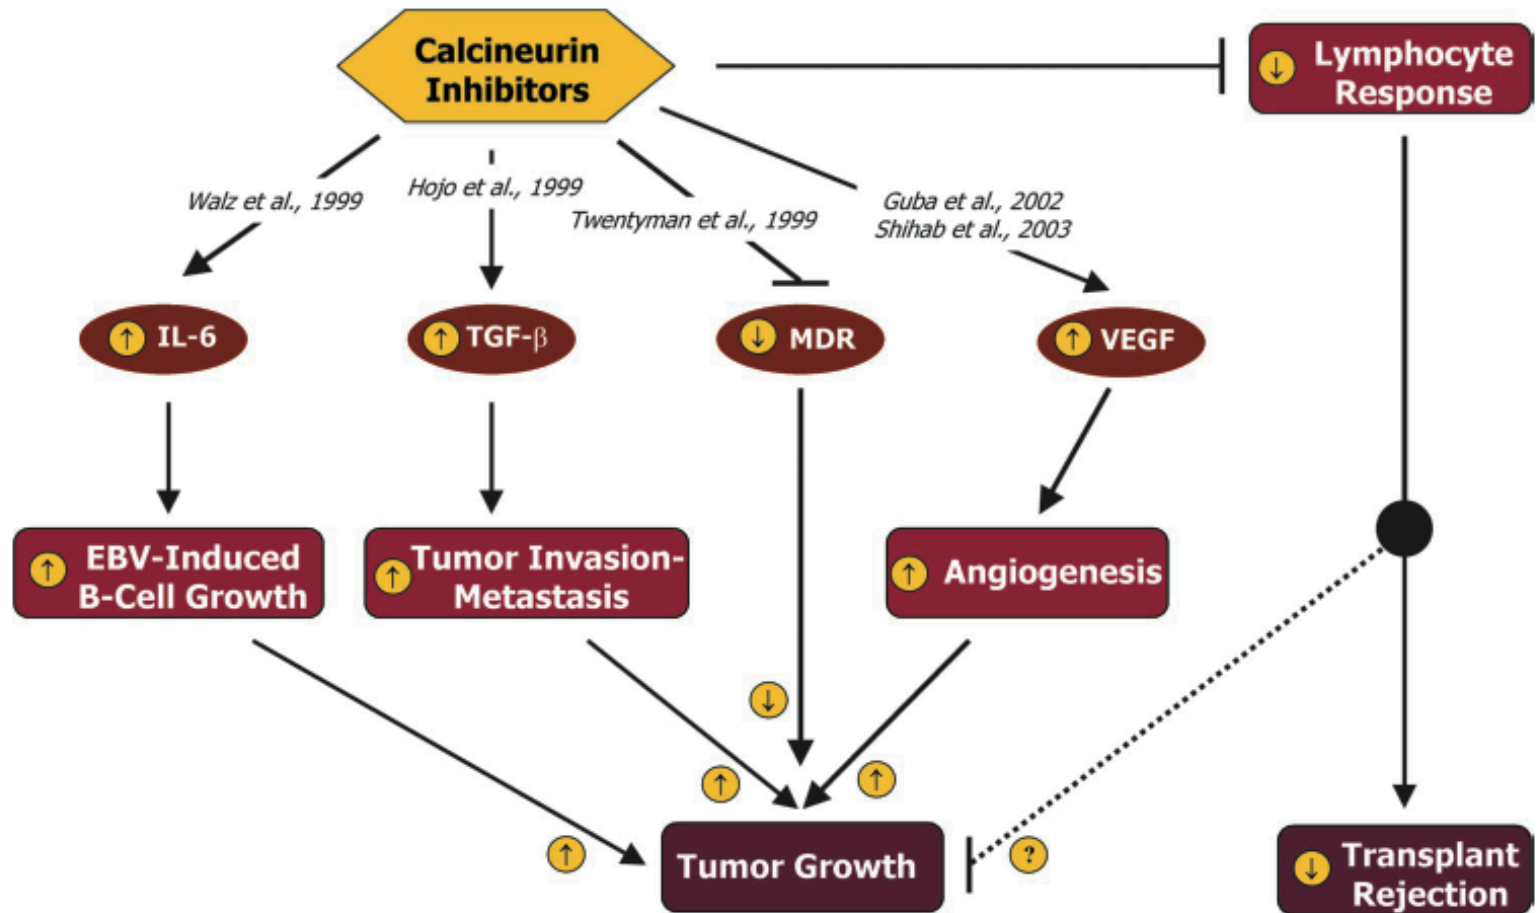 Calcineurin
Inhibitors
↓ Lymphocyte
Response
Walz et al., 1999
Hojo et al., 1999
Twentyman et al., 1999
Guba et al., 2002
Shihab et al., 2003
↑ IL-6
↑ TGF-β
↓ MDR
↑ VEGF
↑ EBV-Induced
B-Cell Growth
↑ Tumor Invasion-
Metastasis
↑ Angiogenesis
↓
↑
↑
↑
?
Tumor Growth
↓ Transplant
Rejection